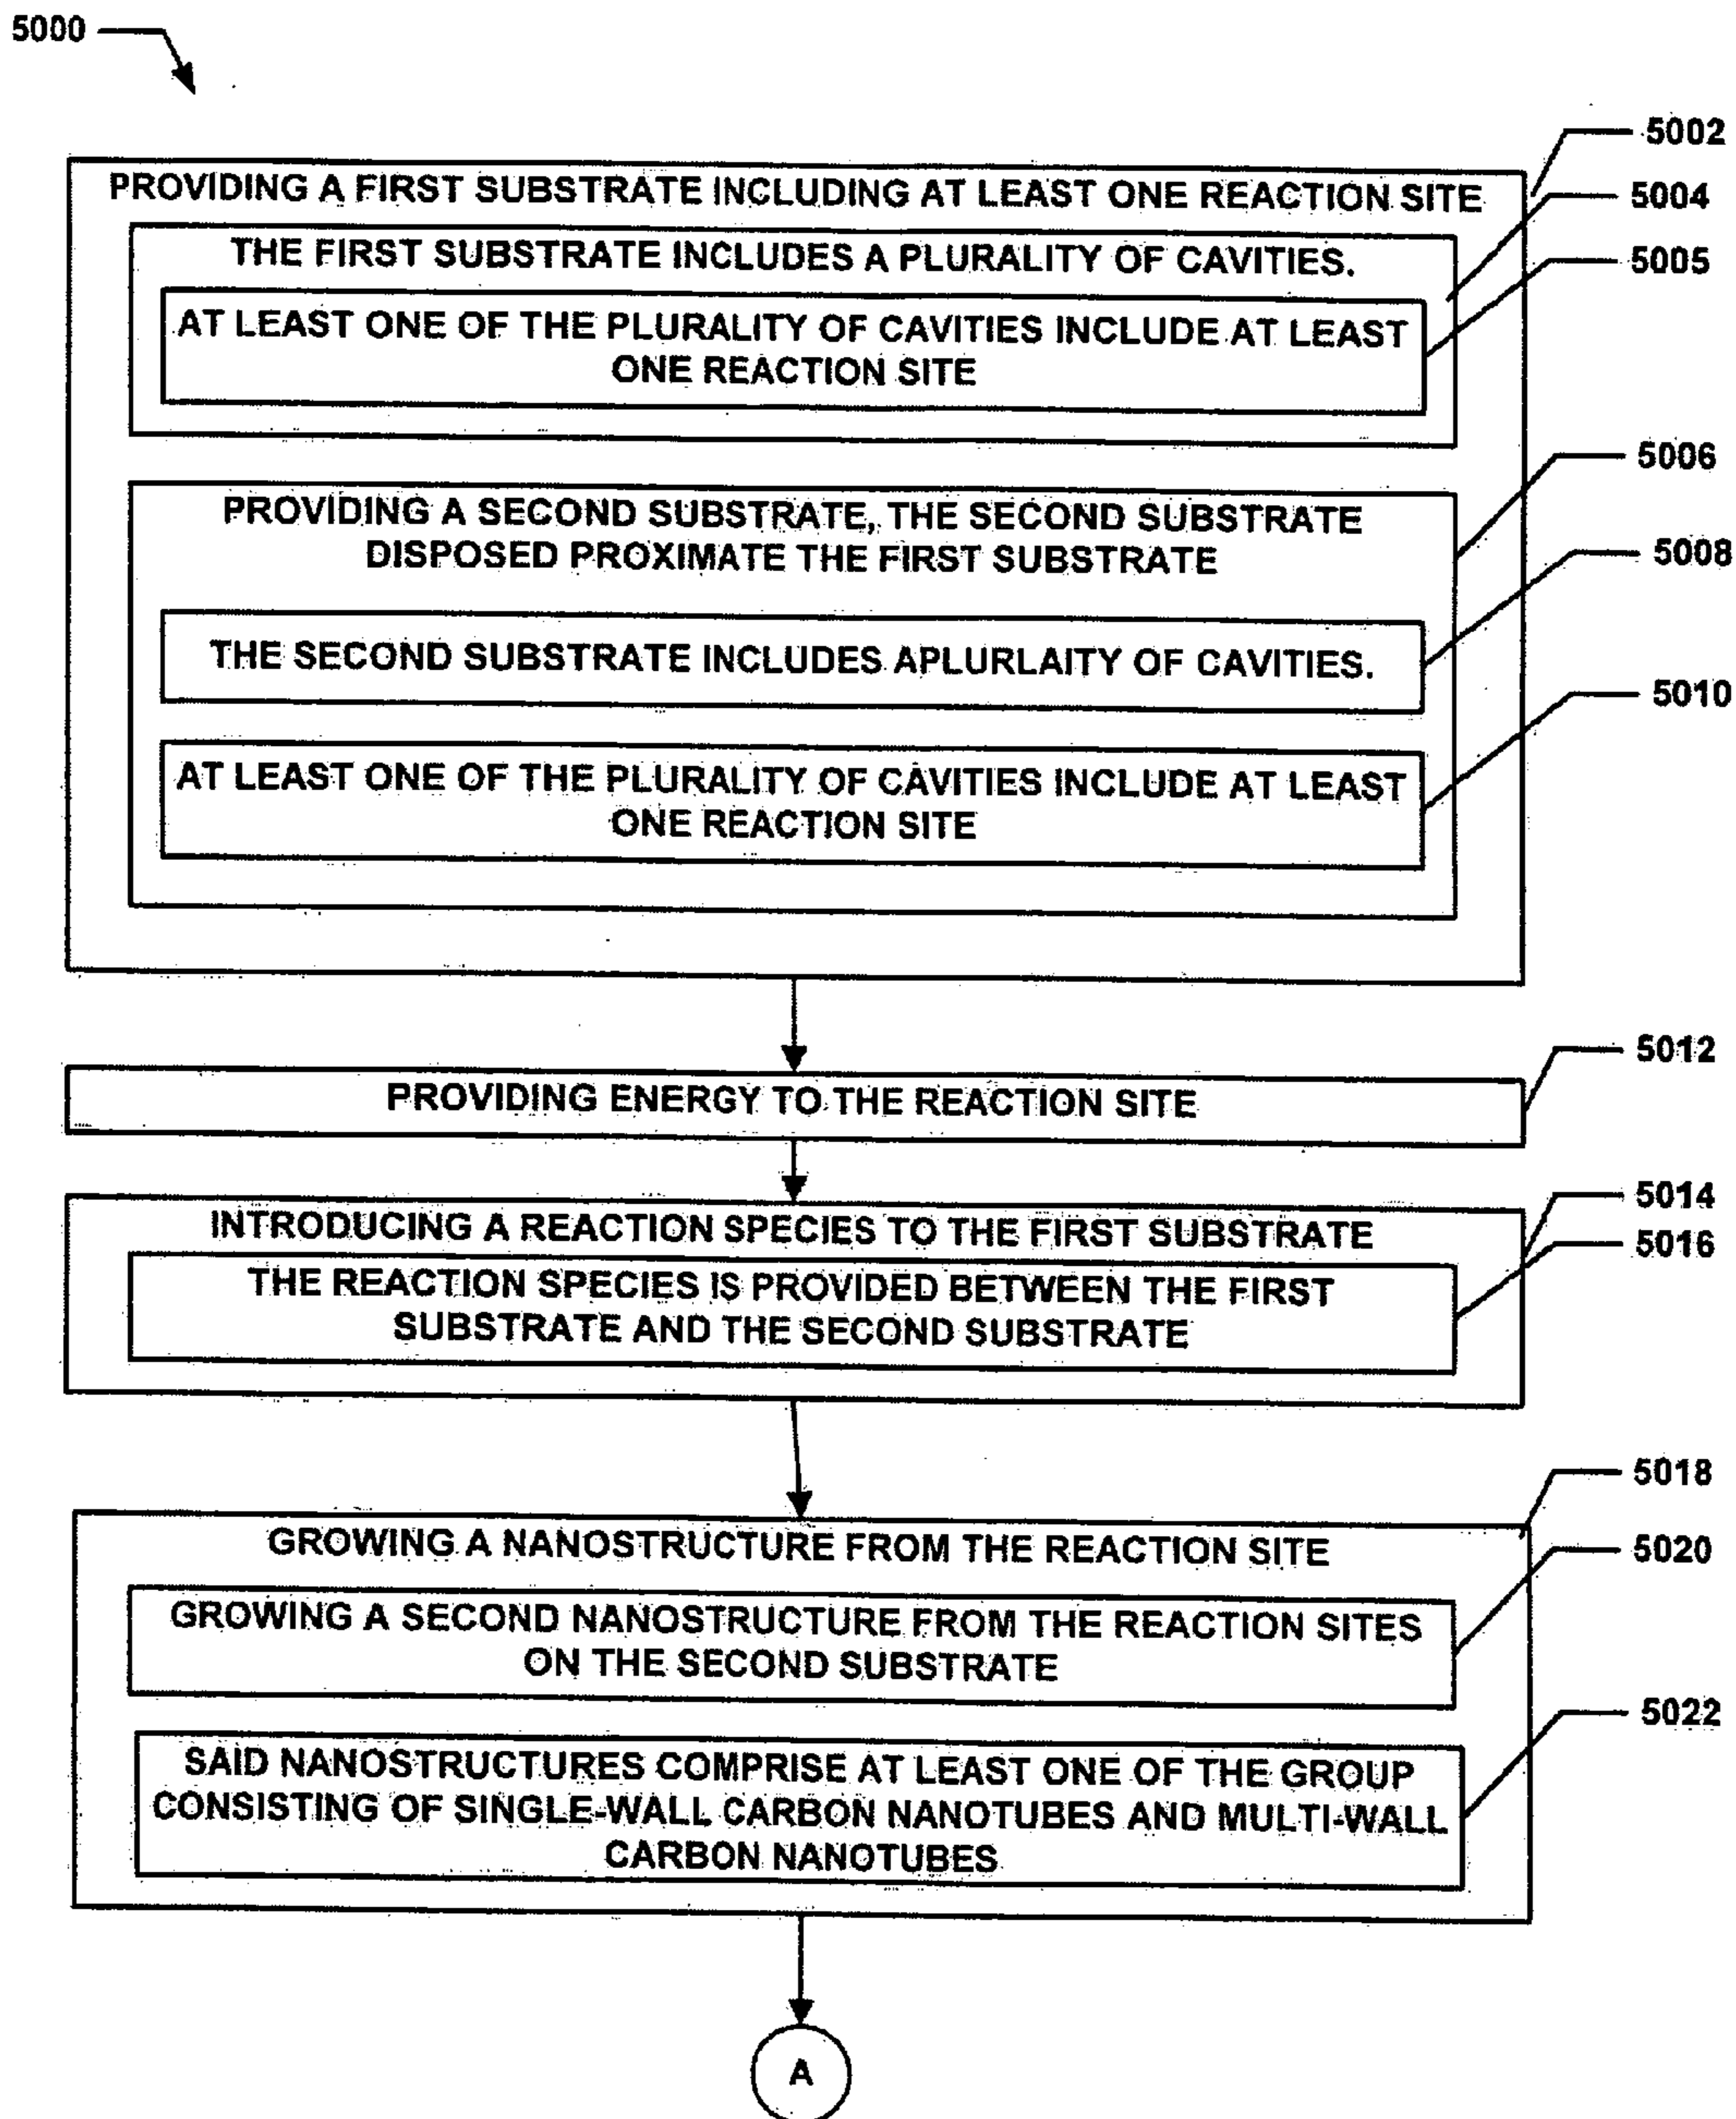 5000
5002
PROVIDING A FIRST SUBSTRATE INCLUDING AT LEAST ONE REACTION SITE
5004
THE FIRST SUBSTRATE INCLUDES A PLURALITY OF CAVITIES.
5005
AT LEAST ONE OF THE PLURALITY OF CAVITIES INCLUDE AT LEAST
ONE REACTION SITE
5006
PROVIDING A SECOND SUBSTRATE, THE SECOND SUBSTRATE
DISPOSED PROXIMATE THE FIRST SUBSTRATE
5008
THE SECOND SUBSTRATE INCLUDES APLURLAITY OF CAVITIES.
5010
AT LEAST ONE OF THE PLURALITY OF CAVITIES INCLUDE AT LEAST
ONE REACTION SITE
5012
PROVIDING ENERGY TO THE REACTION SITE
5014
INTRODUCING A REACTION SPECIES TO THE FIRST SUBSTRATE
5016
THE REACTION SPECIES IS PROVIDED BETWEEN THE FIRST
SUBSTRATE AND THE SECOND SUBSTRATE
5018
GROWING A NANOSTRUCTURE FROM THE REACTION SITE
5020
GROWING A SECOND NANOSTRUCTURE FROM THE REACTION SITES
ON THE SECOND SUBSTRATE
5022
SAID NANOSTRUCTURES COMPRISE AT LEAST ONE OF THE GROUP
CONSISTING OF SINGLE-WALL CARBON NANOTUBES AND MULTI-WALL
CARBON NANOTUBES
A